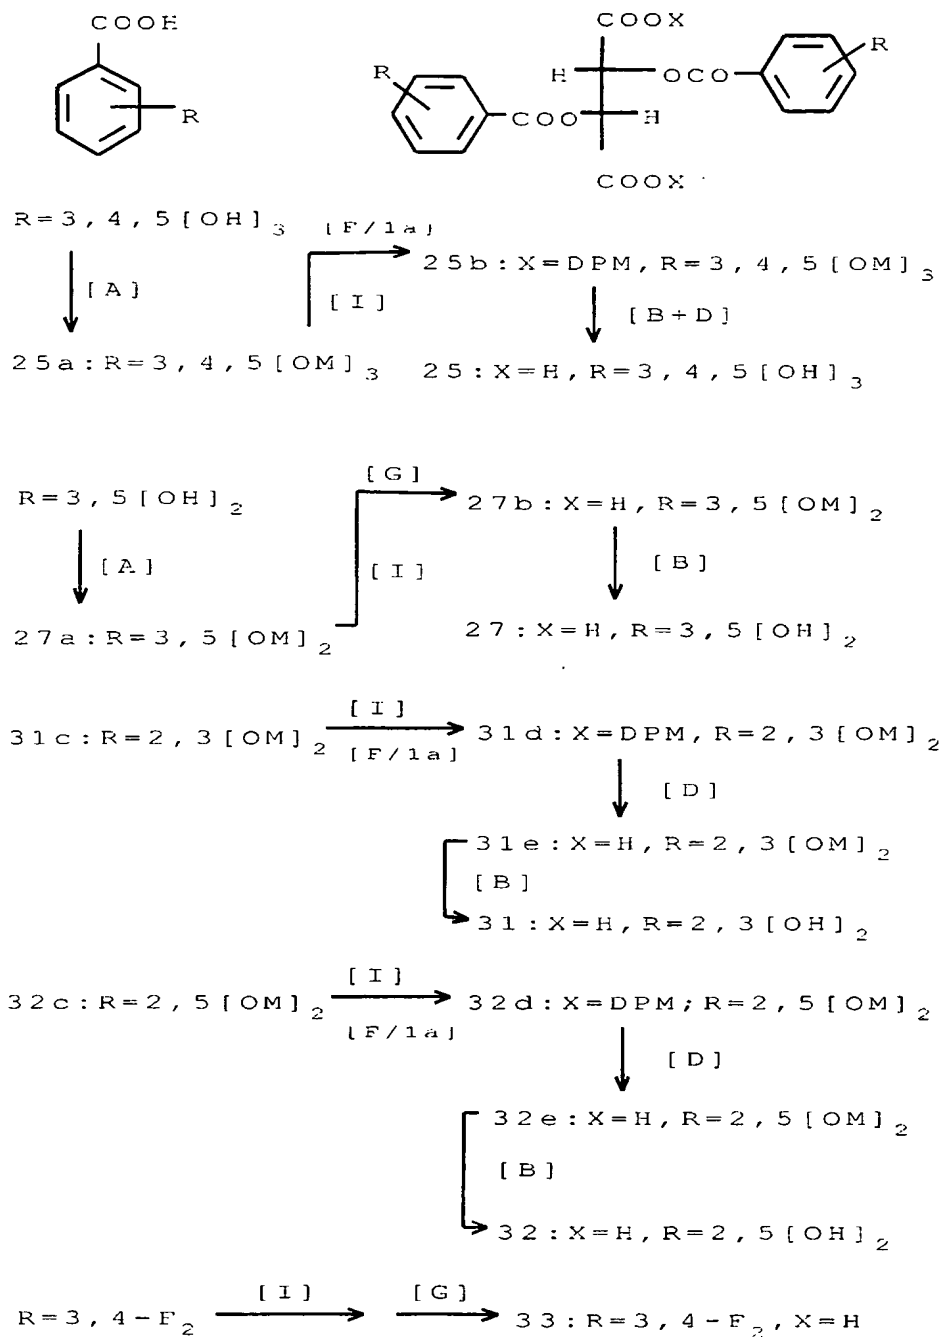 COOH
R
COOX
H
OCO
R
R
COO
H
COOX
R=3,4,5[OH]3
[F/1a]
25b:X=DPM,R=3,4,5[OM]3
[A]
[I]
[B+D]
25a:R=3,4,5[OM]3
25:X=H,R=3,4,5[OH]3
[G]
R=3,5[OH]2
27b:X=H,R=3,5[OM]2
[A]
[I]
[B]
27a:R=3,5[OM]2
27:X=H,R=3,5[OH]2
[I]
31c:R=2,3[OM]2
31d:X=DPM,R=2,3[OM]2
[F/1a]
[D]
31e:X=H,R=2,3[OM]2
[B]
31:X=H,R=2,3[OH]2
[I]
32c:R=2,5[OM]2
32d:X=DPM;R=2,5[OM]2
[F/1a]
[D]
32e:X=H,R=2,5[OM]2
[B]
32:X=H,R=2,5[OH]2
[I]
[G]
R=3,4-F2
33:R=3,4-F2,X=H